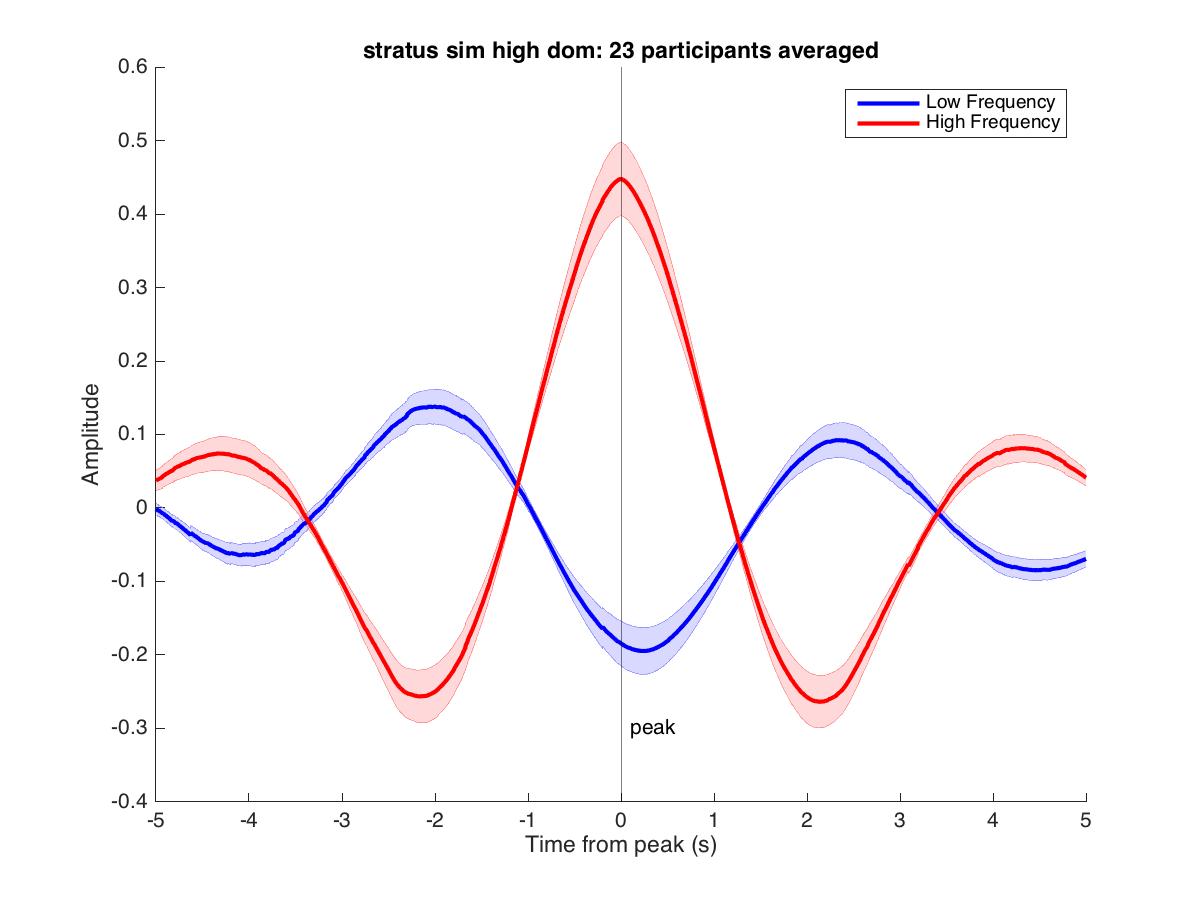 stratus sim high dom: 23 participants averaged
Low Frequency
High Frequency
0.6
0.5
0.4
0.3
0.2
0.1
0
-0.1
-0.2
-0.3
-0.4
Amplitude
peak
-5 -4 -3 -2 -1 0 1 2 3 4 5
Time from peak (s)